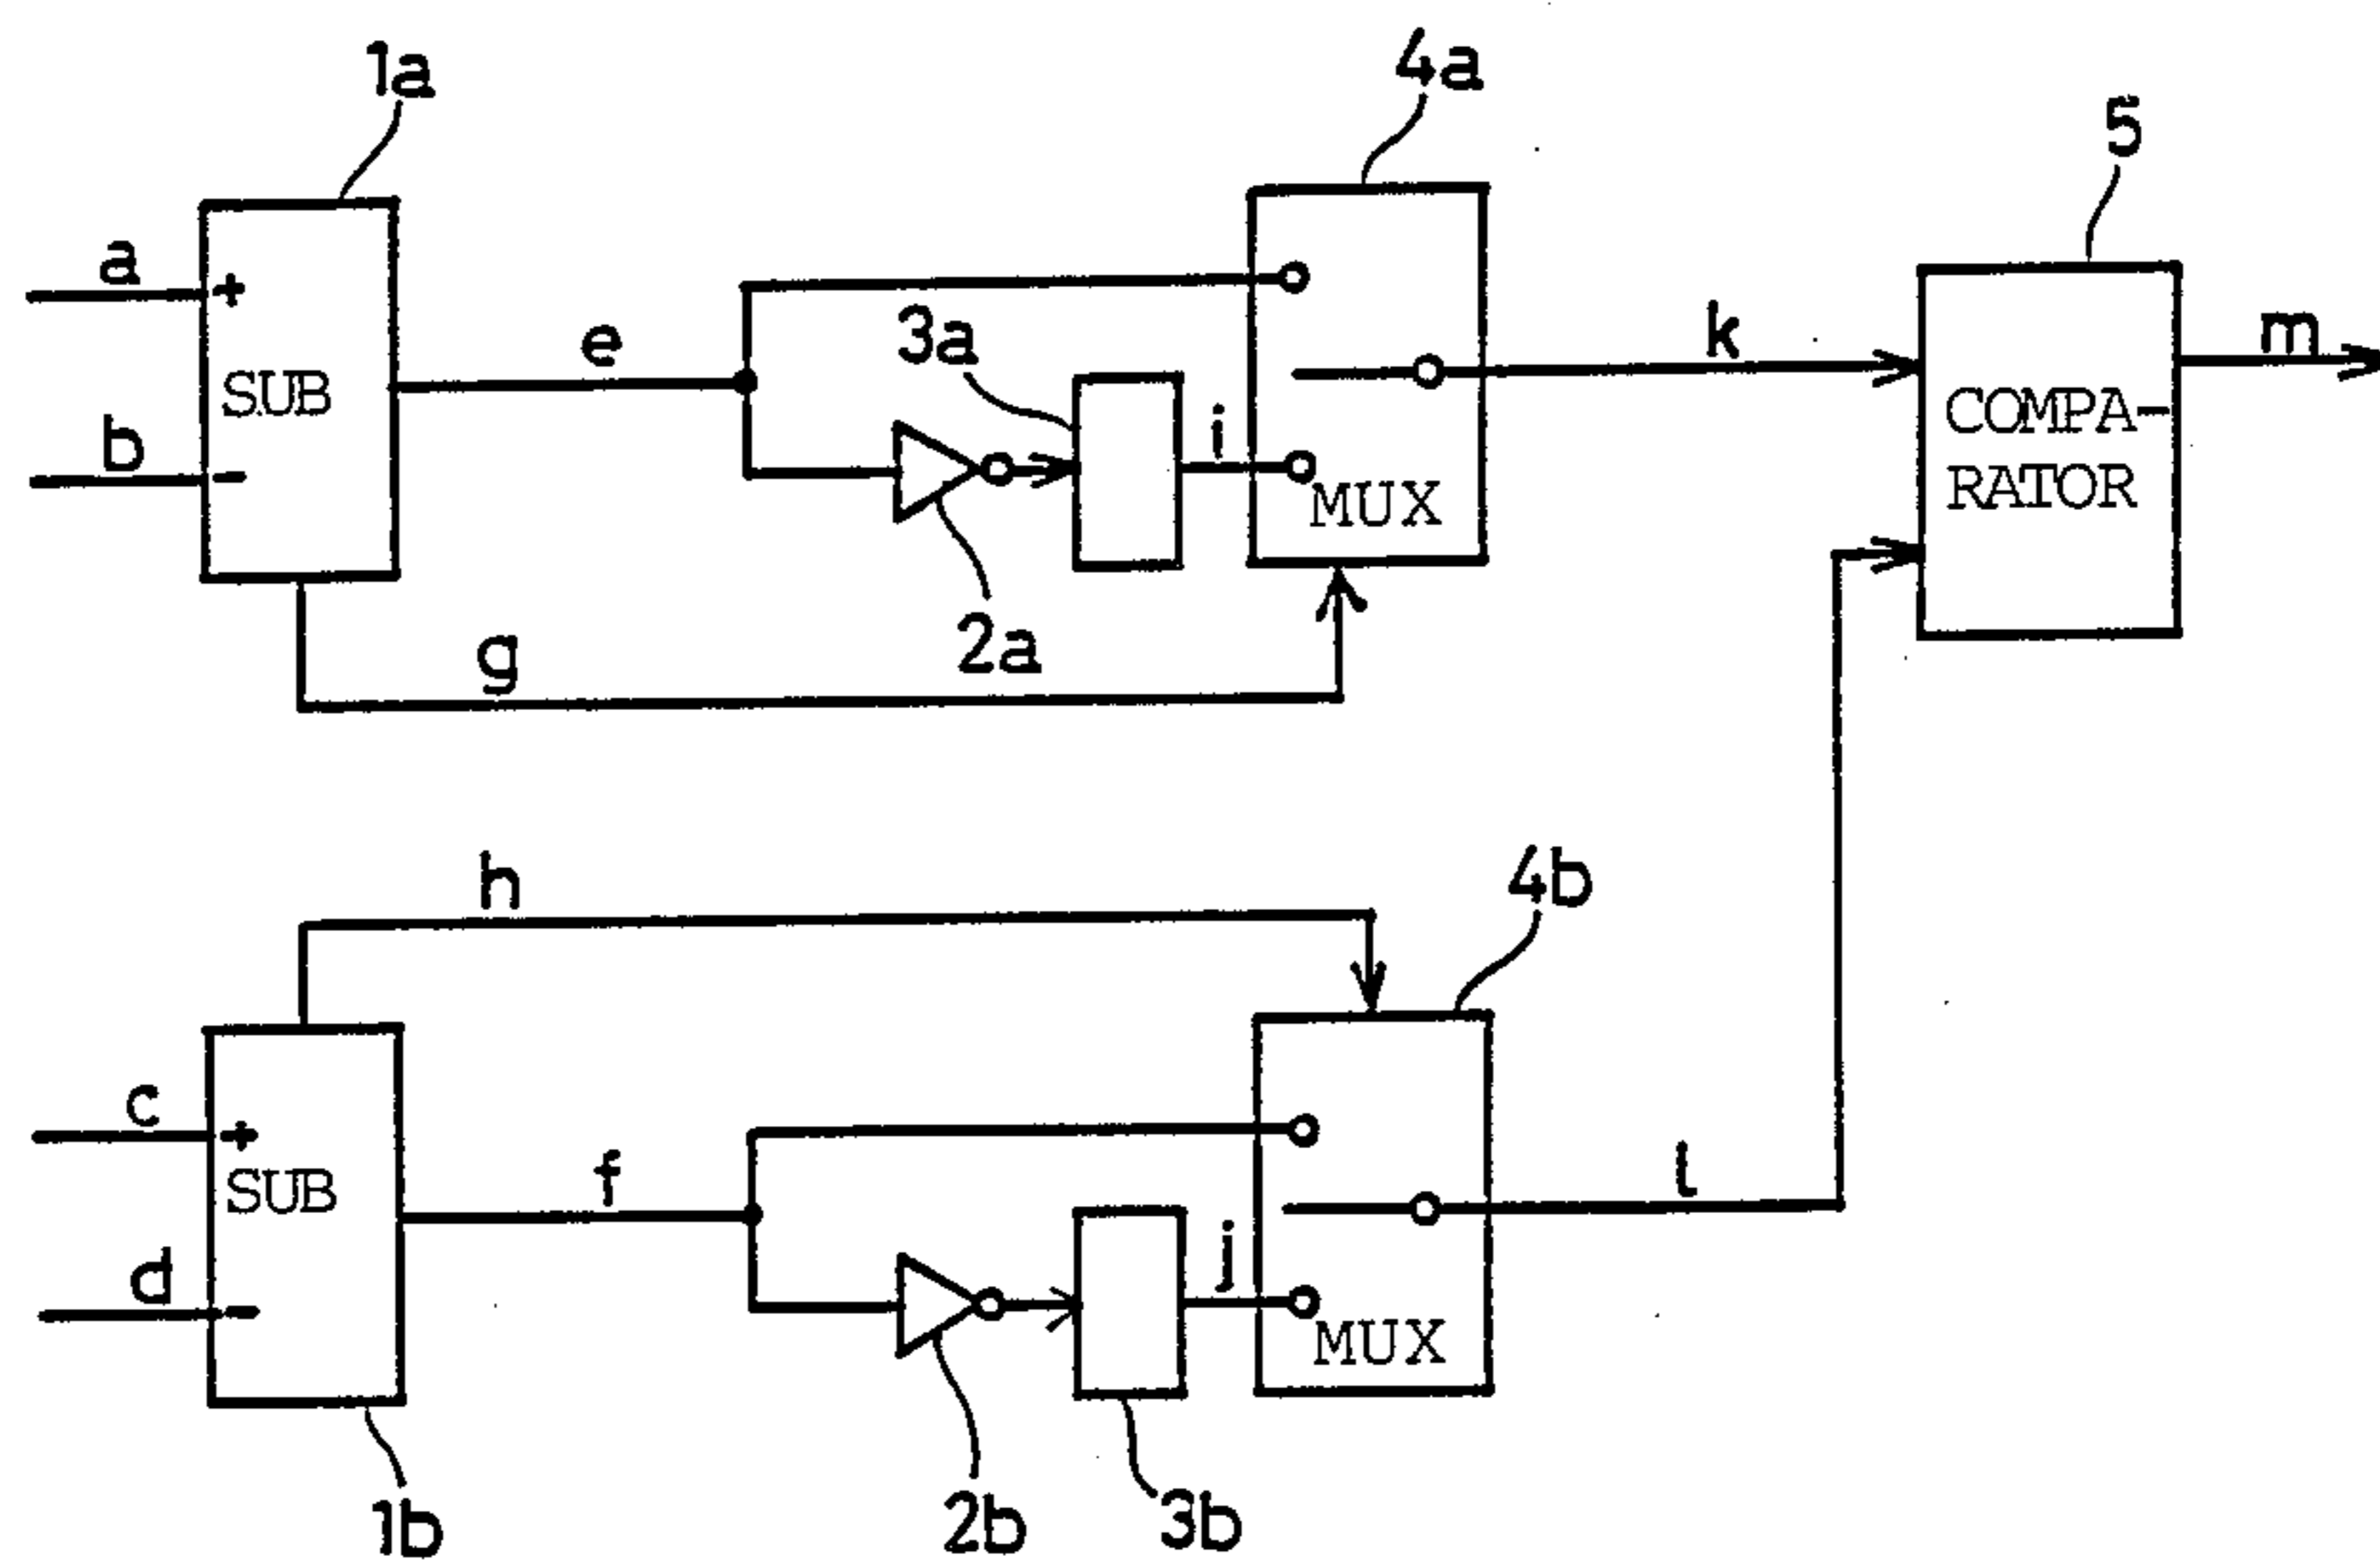 1a
4a
5
a
+
SUB
b
-
e
3a
i
MUX
k
COMPA-
RATOR
m
2a
g
h
4b
c
+
SUB
d
-
f
j
MUX
l
1b
2b
3b